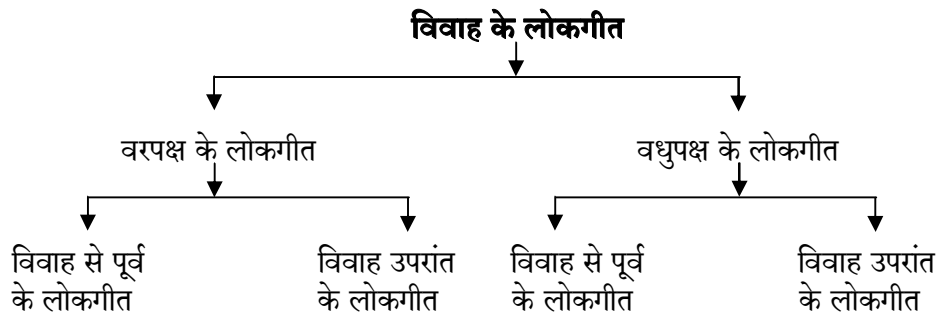 विवाह के लोकगीत
वरपक्ष के लोकगीत
वधुपक्ष के लोकगीत
विवाह से पूर्व
के लोकगीत
विवाह उपरांत
के लोकगीत
विवाह से पूर्व
के लोकगीत
विवाह उपरांत
के लोकगीत